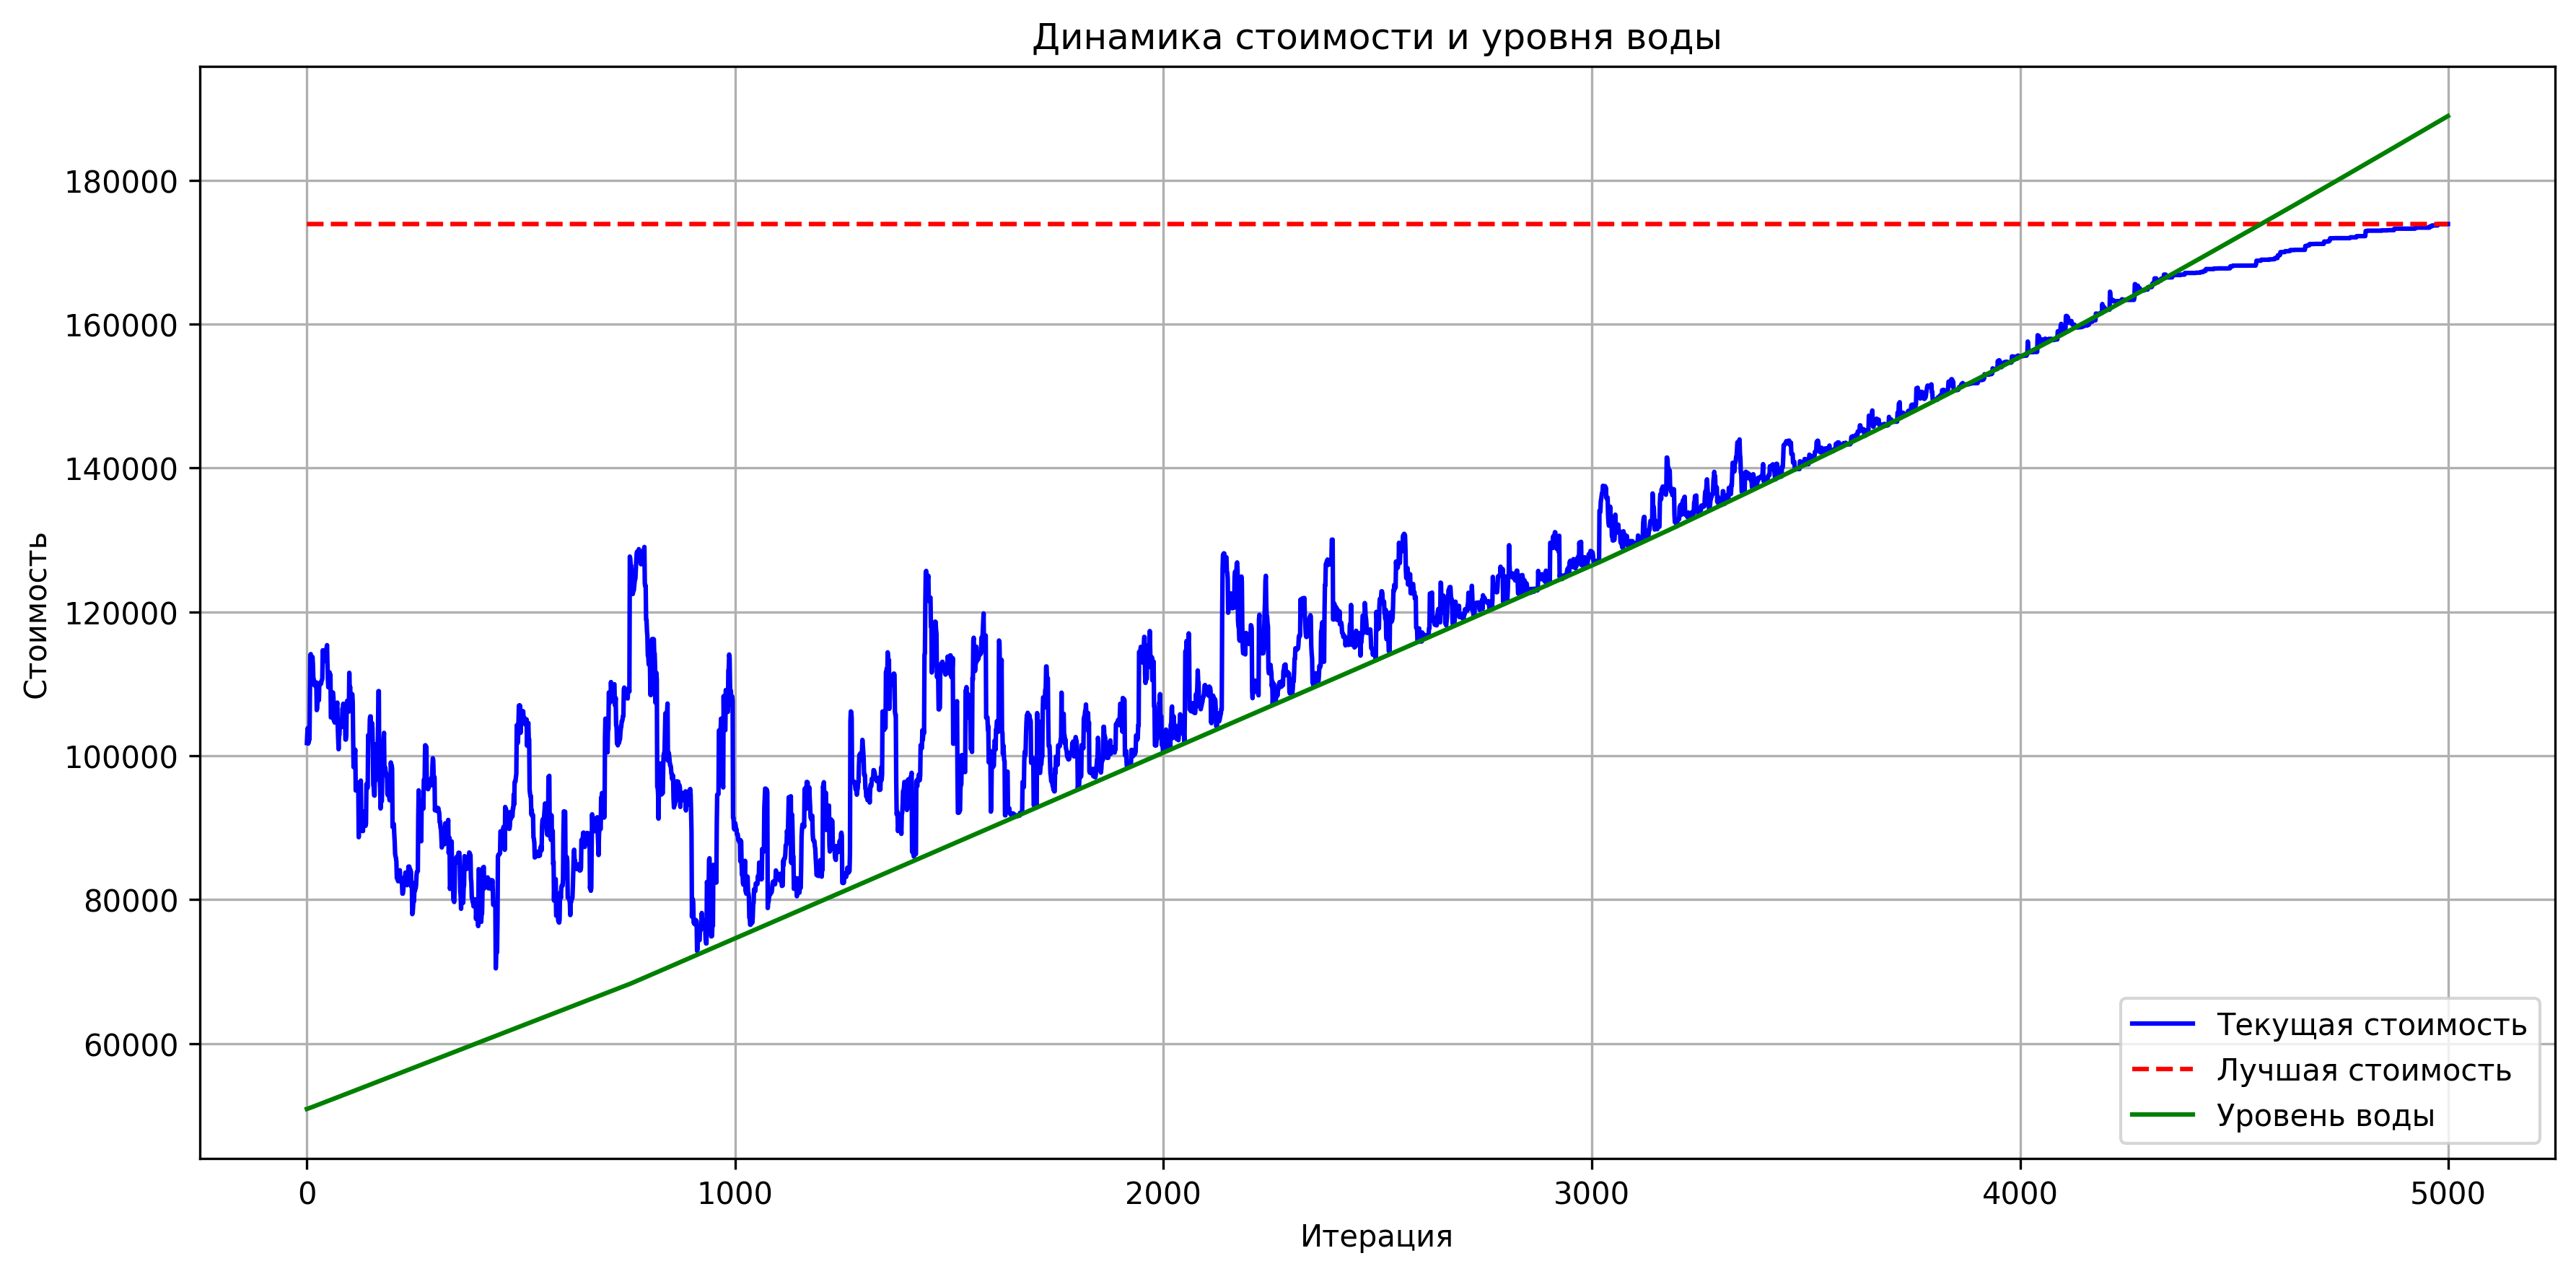 Динамика стоимости и уровня воды
Стоимость
180000
160000
140000
120000
100000
80000
60000
0
1000
2000
3000
4000
5000
Итерация
Текущая стоимость
Лучшая стоимость
Уровень воды